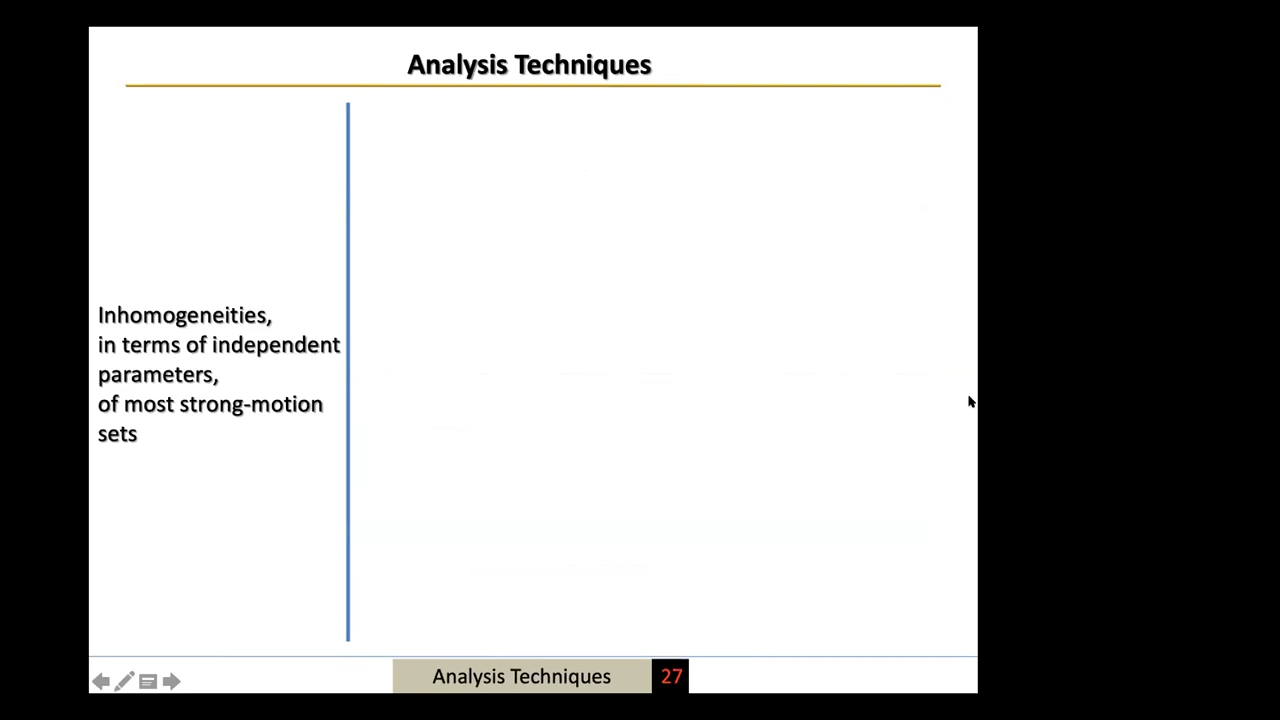 Analysis Techniques
Inhomogeneities,
in terms of independent
parameters,
of most strong-motion
sets
Analysis Techniques
27